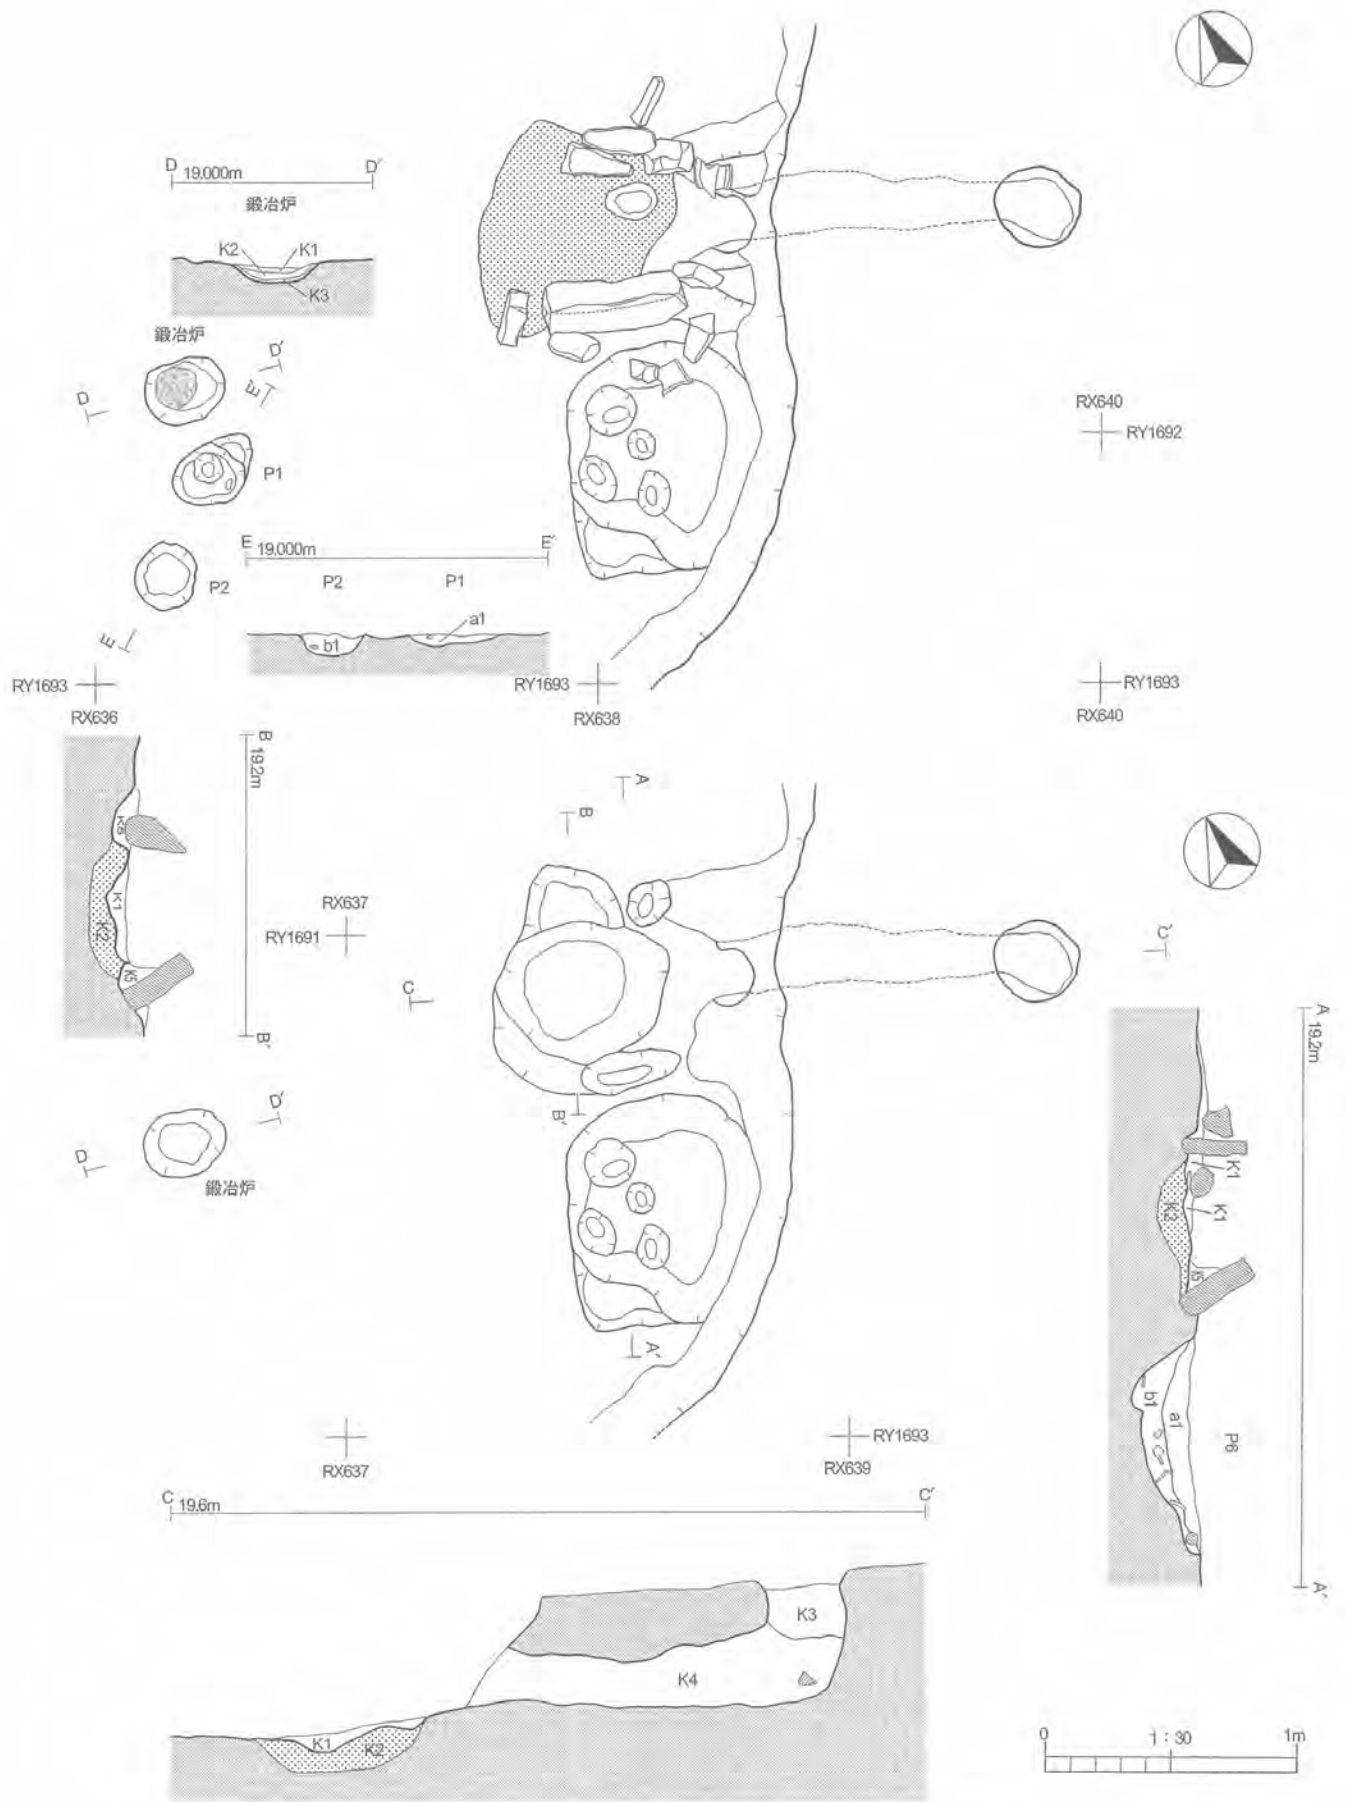 D 19.000m D′
鍛冶炉
K2 K1
K3
鍛冶炉
D D′
E′
P1
P2
E
E 19.000m E′
P2 P1
a1
b1
RX640
RY1692
RY1693
RX636
RY1693
RX638
RY1693
RX640
B 19.2m B′
K6
K1
K2
K5
A
B
RX637
RY1691
C C′
B′
A′
D D′
鍛冶炉
A 19.2m A′
K1
K1
K2
K5
b1
a1
P6
RX637
RY1693
RX639
C 19.6m C′
K3
K4
K1 K2
0 1:30 1m